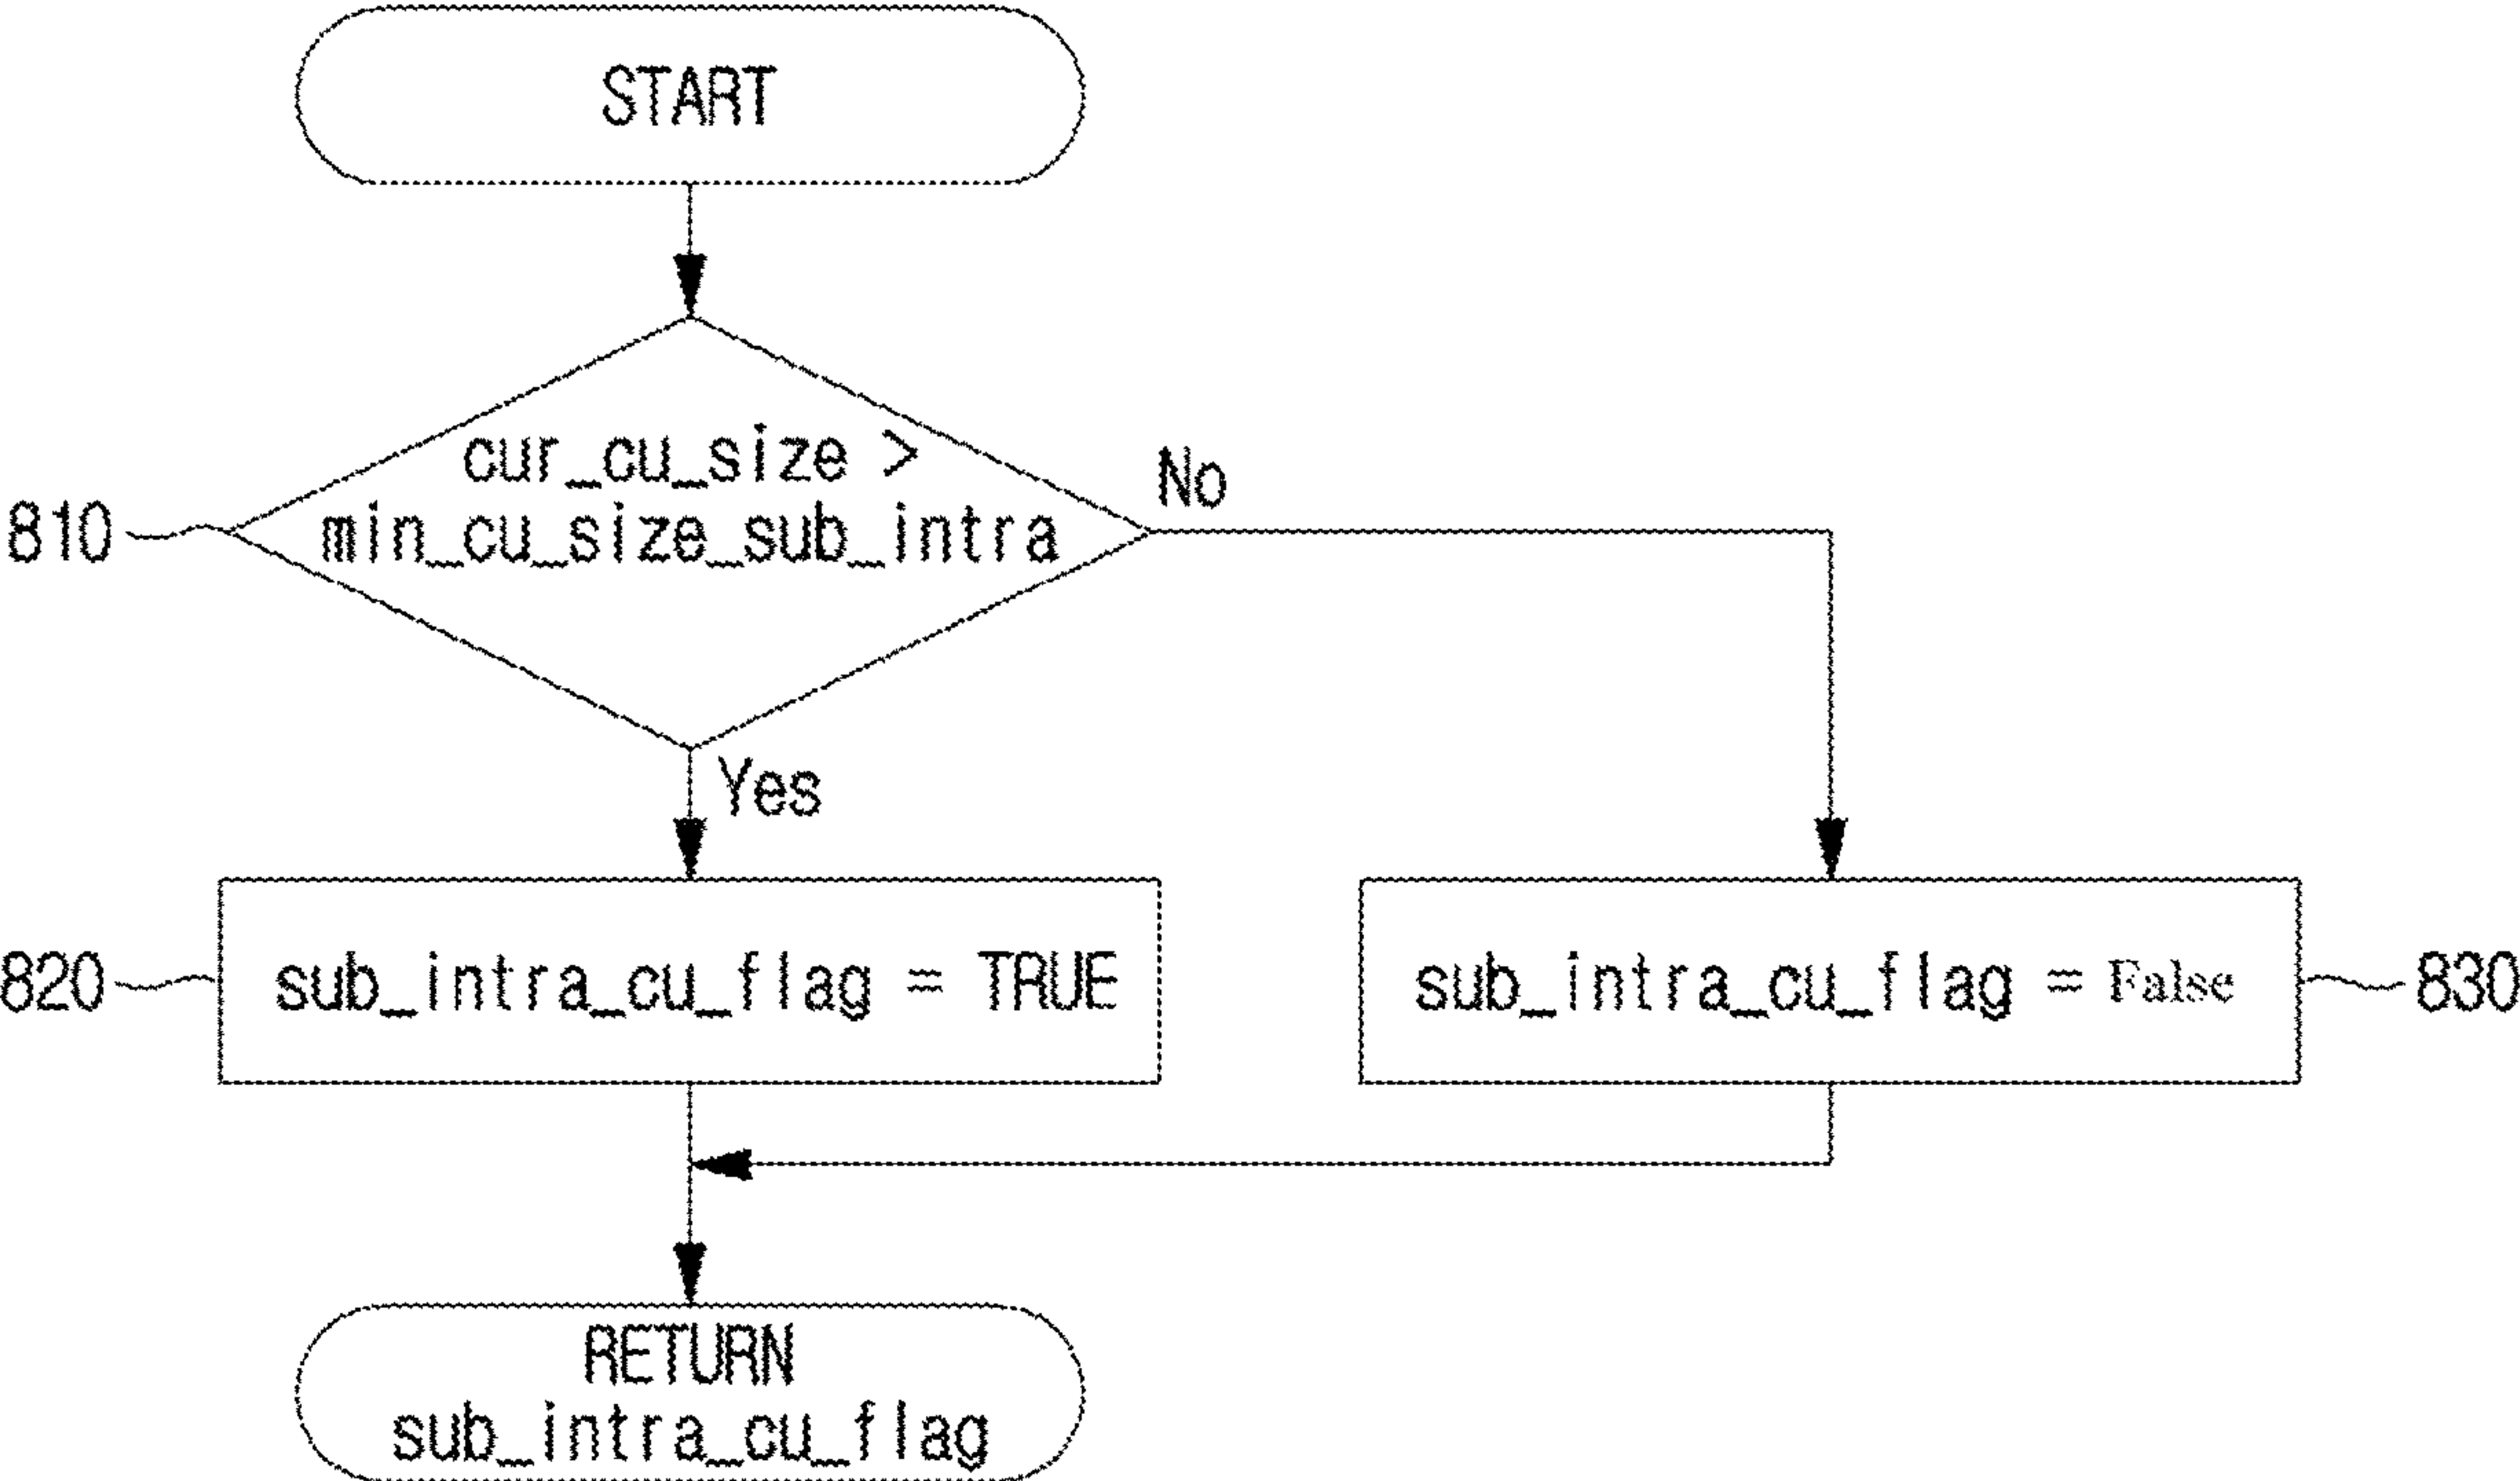 START
cur_cu_size >
min_cu_size_sub_intra
810
No
Yes
820
sub_intra_cu_flag = TRUE
sub_intra_cu_flag = False
830
RETURN
sub_intra_cu_flag